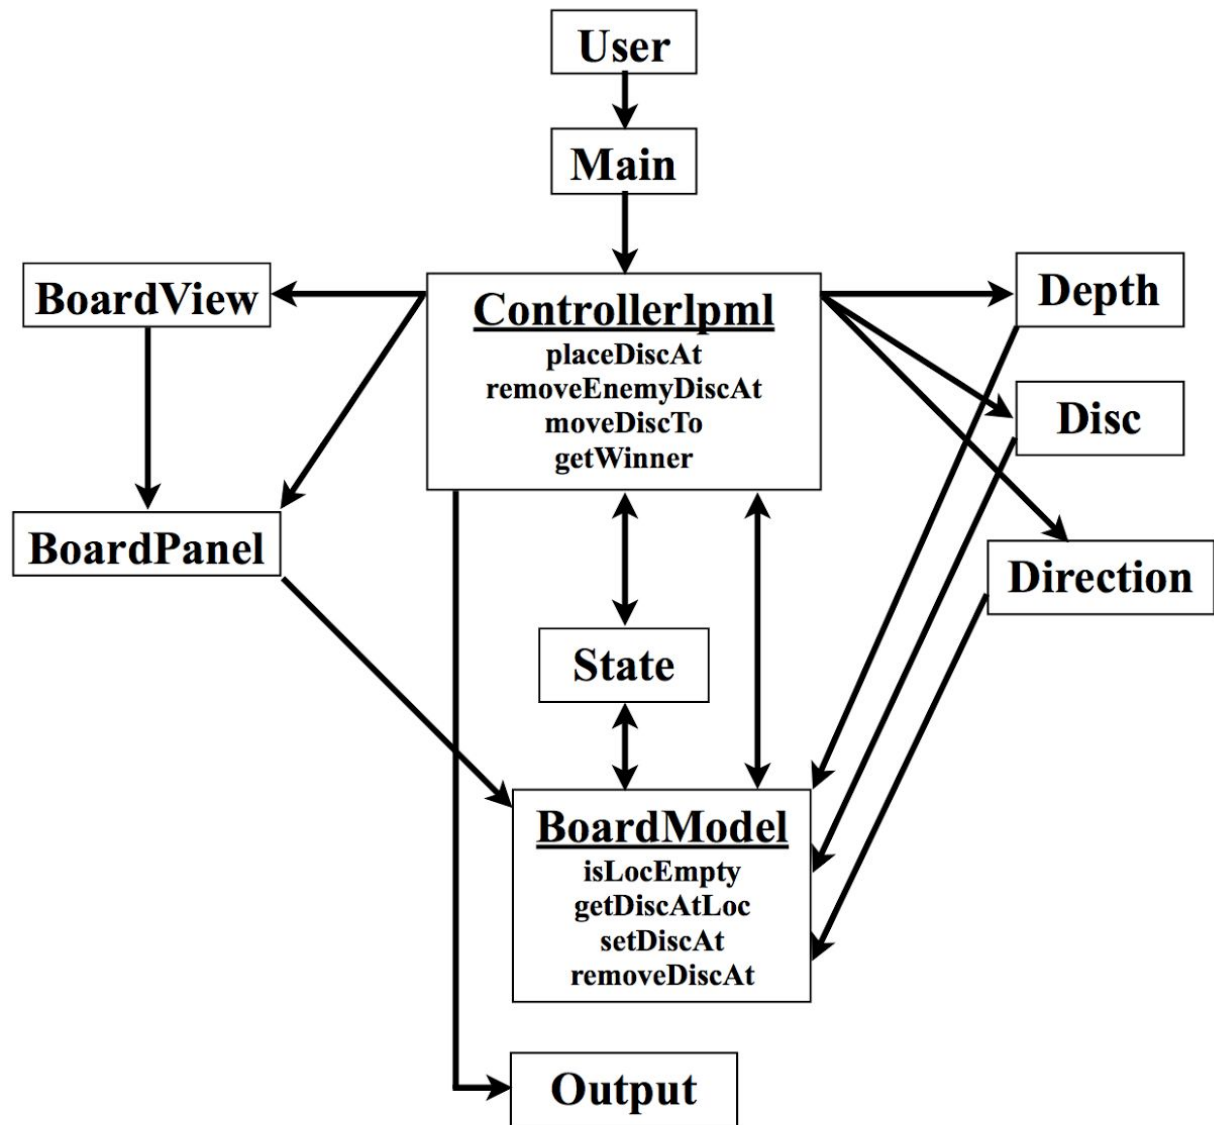 User
Main
BoardView
Controllerlpml
placeDiscAt
removeEnemyDiscAt
moveDiscTo
getWinner
Depth
Disc
BoardPanel
Direction
State
BoardModel
isLocEmpty
getDiscAtLoc
setDiscAt
removeDiscAt
Output